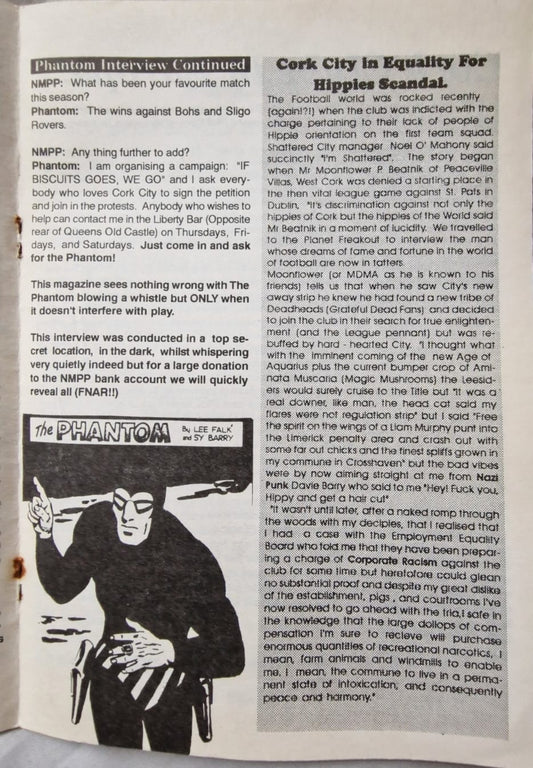 Phantom Interview Continued
NMPP: What has been your favourite match
this season?
Phantom: The wins against Bohs and Sligo
Rovers.
NMPP: Anything further to add?
Phantom: I am organising a campaign: "IF
BISCUITS GOES, WE GO" and I ask every-
body who loves Cork City to sign the petition
and join in the protests. Anybody who wishes to
help can contact me in the Liberty Bar (Opposite
rear of Queens Old Castle) on Thursdays, Fri-
days, and Saturdays. Just come in and ask
for the Phantom!
This magazine sees nothing wrong with The
Phantom blowing a whistle but ONLY when
it doesn't interfere with play.
This interview was conducted in a top se-
cret location, in the dark, whilst whispering
very quietly indeed but for a large donation
to the NMPP bank account we will quickly
reveal all (FNAR!!)
The PHANTOM
By LEE FALK
and SY BARRY
Cork City In Equality For
Hippies Scandal.
The Football world was rocked recently
(again!?!) when the club was indicted with the
charge pertaining to their lack of people of
Hippie orientation on the first team squad.
Shattered City manager Noel O' Mahony said
succinctly "I'm Shattered". The story began
when Mr Moonflower P. Beatnik of Peaceville
Villas, West Cork was denied a starting place in
the then vital league game against St. Pats in
Dublin, "It's discrimination against not only the
hippies of Cork but the hippies of the World said
Mr Beatnik in a moment of lucidity. We travelled
to the Planet Freakout to interview the man
whose dreams of fame and fortune in the world
of football are now in tatters.
Moonflower (or MDMA as he is known to his
friends) tells us that when he saw City's new
away strip he knew he had found a new tribe of
Deadheads (Grateful Dead Fans) and decided
to join the club in their search for true enlighten-
ment (and the League pennant) but was re-
buffed by hard - hearted City. "I thought what
with the imminent coming of the new Age of
Aquarius plus the current bumper crop of Ami-
nata Muscaria (Magic Mushrooms) the Leesid-
ers would surely cruise to the Title but "it was a
real downer, like man, the head cat said my
flares were not regulation strip" but I said "Free
the spirit on the wings of a Liam Murphy punt into
the Limerick penalty area and crash out with
some far out chicks and the finest spliffs grown in
my commune in Crosshaven" but the bad vibes
were by now aiming straight at me from Nazi
Punk Davie Barry who said to me "Hey! Fuck you,
Hippy and get a hair cut"
"It wasn't until later, after a naked romp through
the woods with my deciples, that I realised that
I had a case with the Employment Equality
Board who told me that they have been prepar-
ing a charge of Corporate Racism against the
club for some time but heretofore could glean
no substantial proof and despite my great dislike
of the establishment, pigs , and courtrooms I've
now resolved to go ahead with the tria,l safe in
the knowledge that the large dollops of com-
pensation I'm sure to recieve will purchase
enormous quantities of recreational narcotics, I
mean, farm animals and windmills to enable
me, I mean, the commune to live in a perma-
nent state of intoxication, and consequently
peace and harmony."